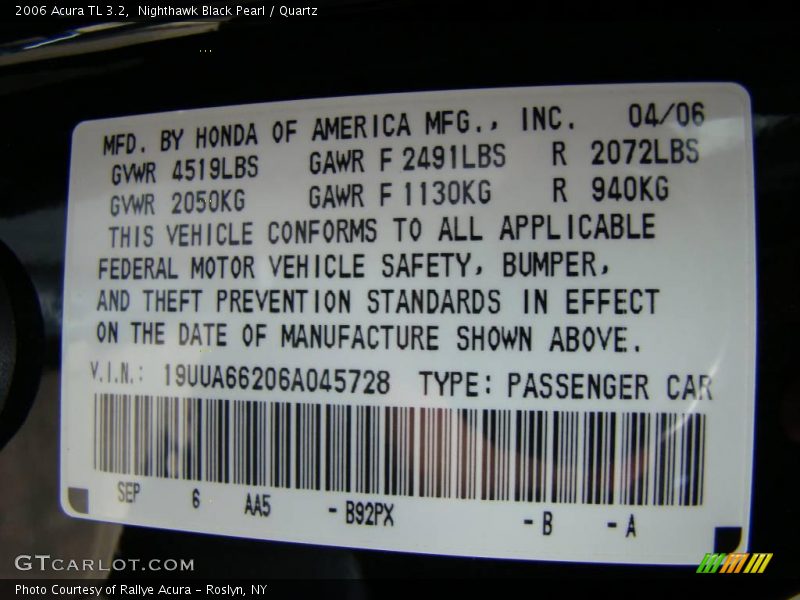 2006 Acura TL 3.2,  Nighthawk Black Pearl / Quartz
MFD. BY HONDA OF AMERICA MFG., INC. 04/06
GVWR 4519LBS GAWR F 2491LBS R 2072LBS
GVWR 2050KG GAWR F 1130KG R 940KG
THIS VEHICLE CONFORMS TO ALL APPLICABLE
FEDERAL MOTOR VEHICLE SAFETY, BUMPER,
AND THEFT PREVENTION STANDARDS IN EFFECT
ON THE DATE OF MANUFACTURE SHOWN ABOVE.
V.I.N.: 19UUA66206A045728 TYPE: PASSENGER CAR
SEP 6 AA5 - B92PX - B - A
GTCARLOT.COM
Photo Courtesy of Rallye Acura - Roslyn, NY